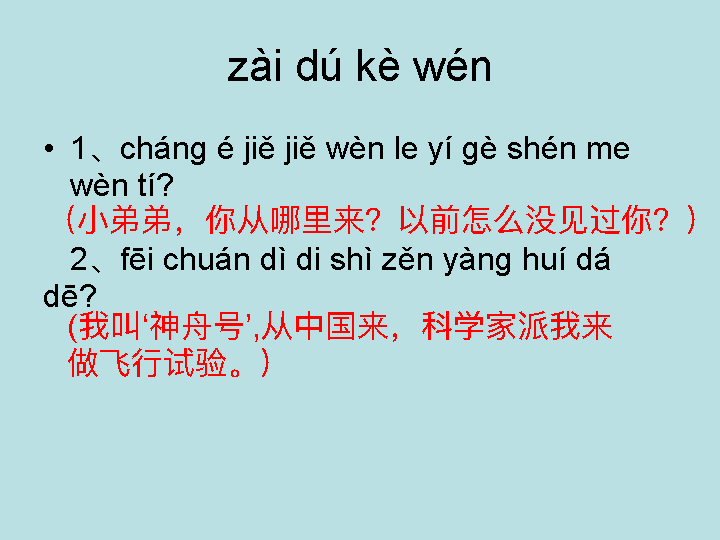 zài dú kè wén
• 1、cháng é jiě jiě wèn le yí gè shén me
wèn tí?
（小弟弟，你从哪里来？以前怎么没见过你？）
2、fēi chuán dì di shì zěn yàng huí dá
dē?
(我叫‘神舟号’,从中国来，科学家派我来
做飞行试验。）